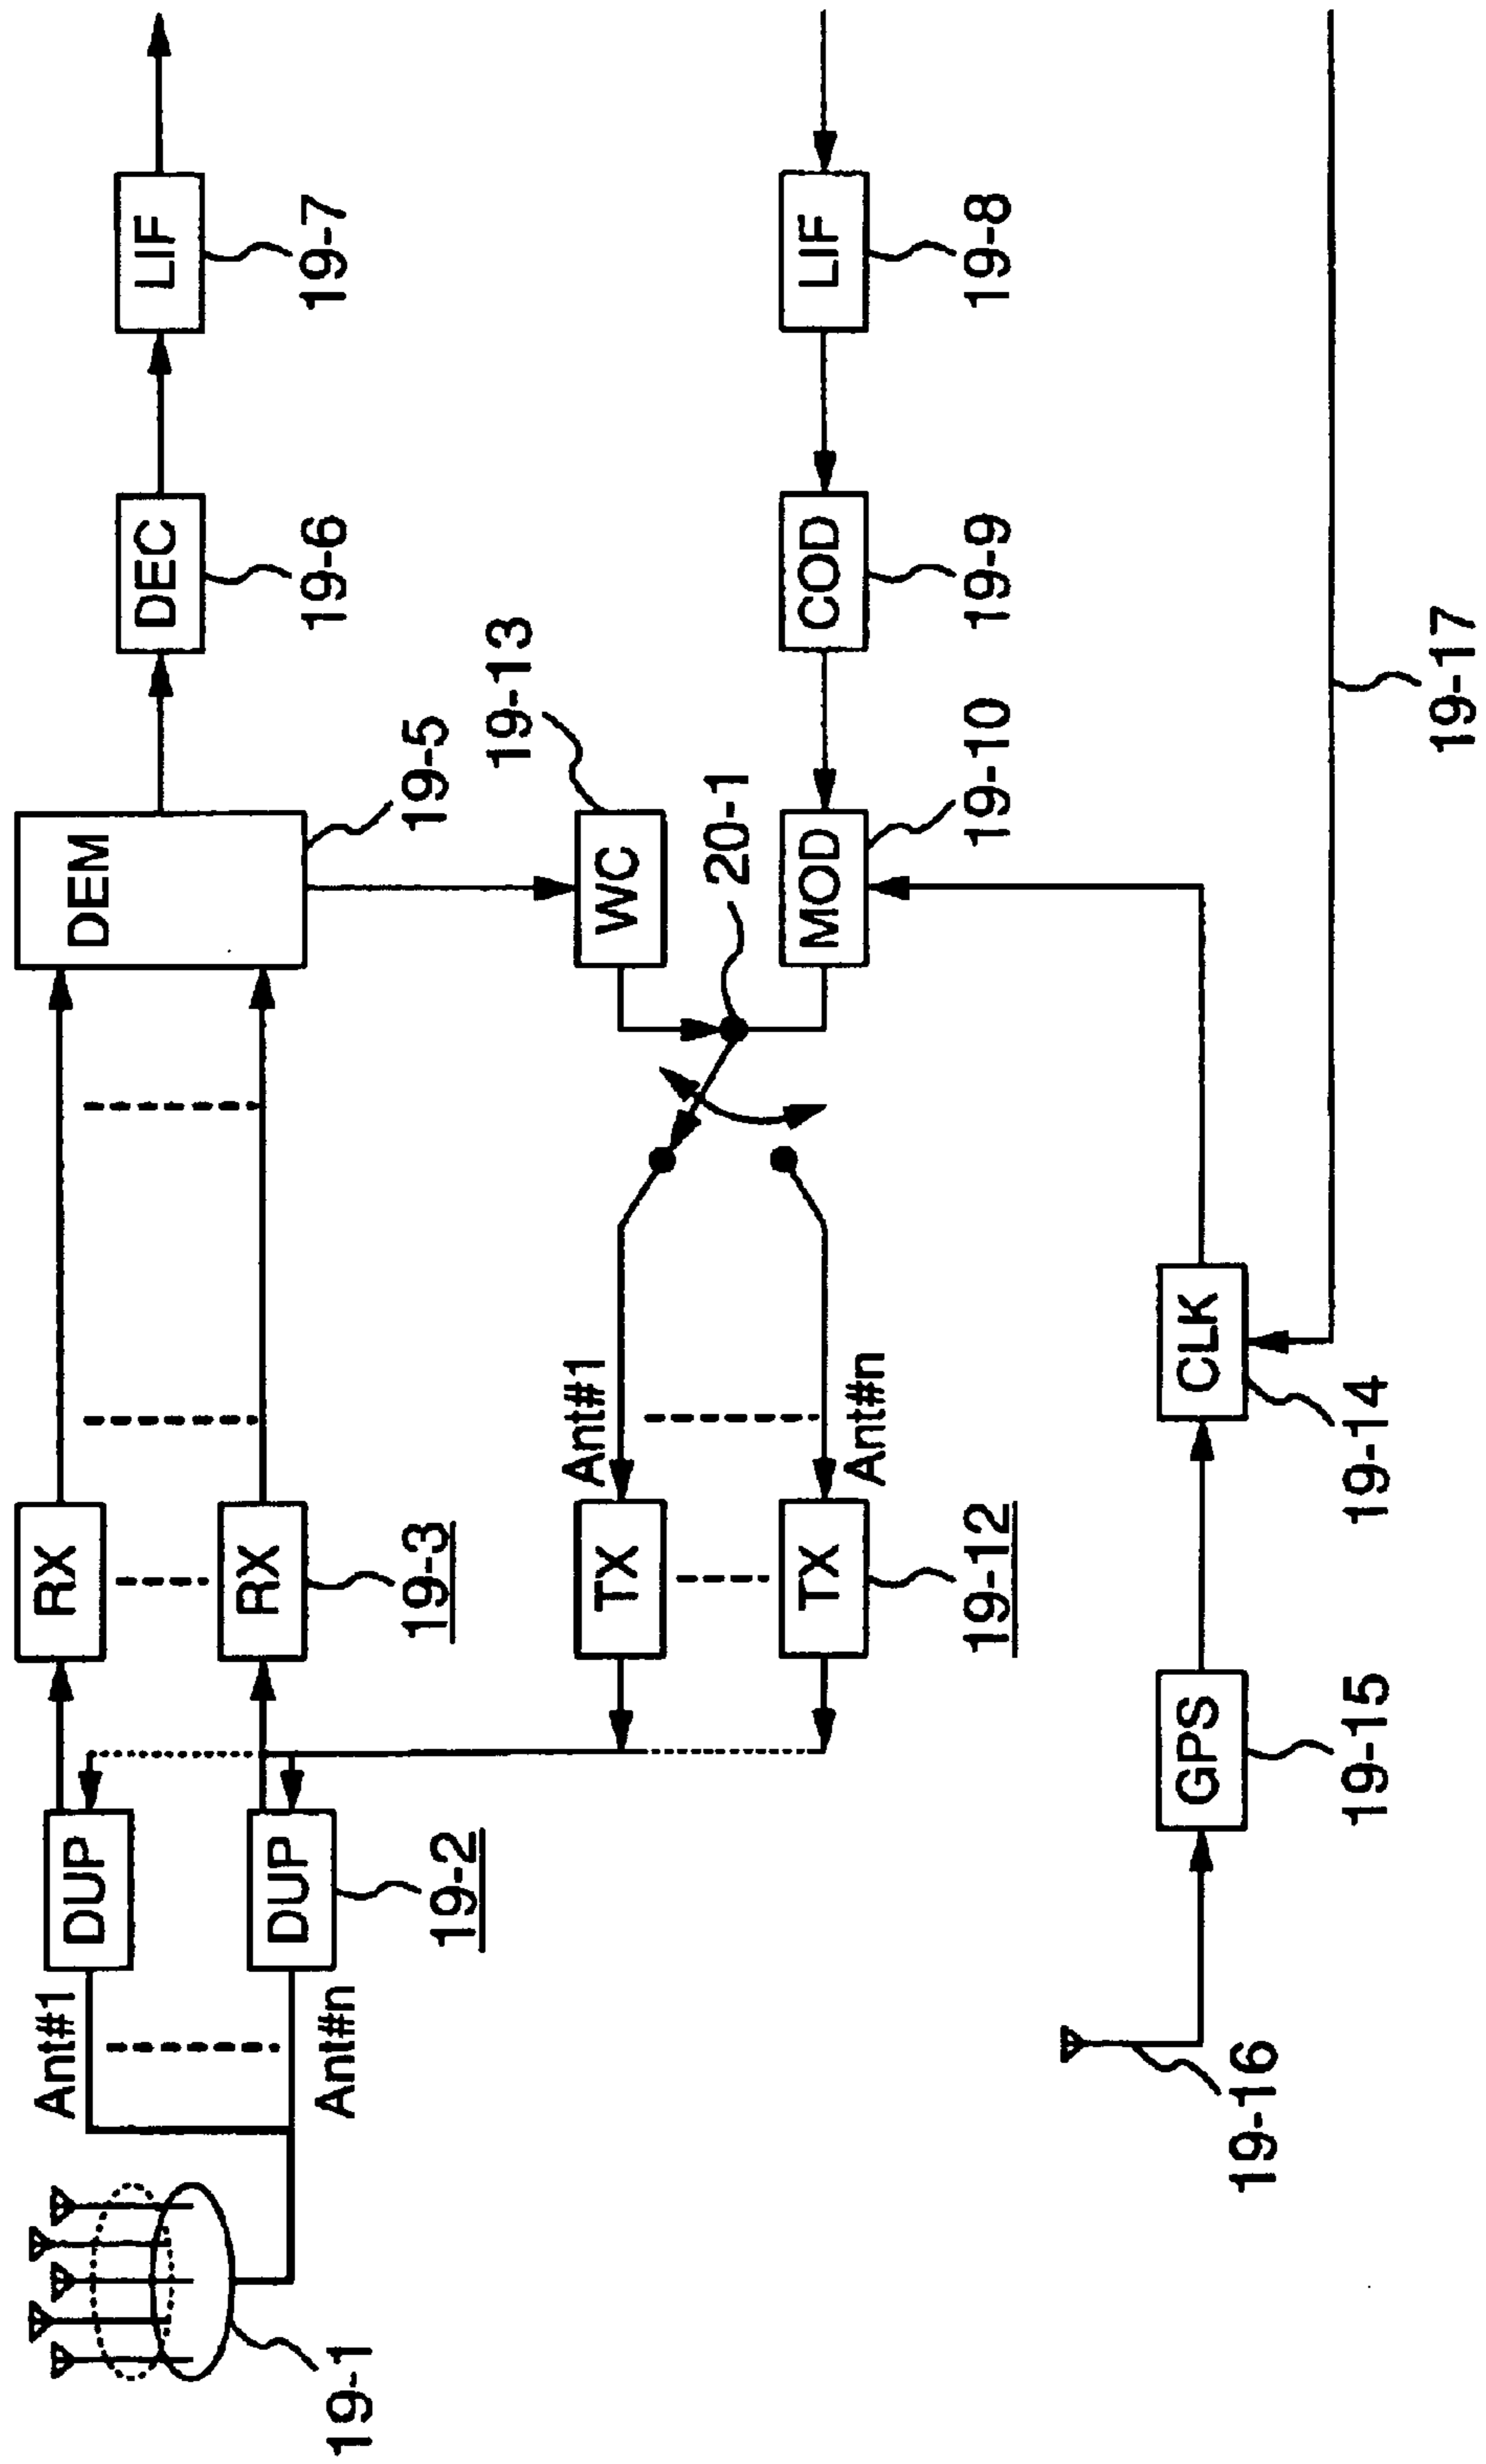 Ant#1
DUP
RX
DEM
DEC
LIF
Ant#n
DUP
RX
19-1
19-2
19-3
19-5
19-6
19-7
19-13
Ant#1
TX
WC
20-1
TX
Ant#n
MOD
COD
LIF
19-12
19-10
19-9
19-8
19-16
GPS
CLK
19-15
19-14
19-17